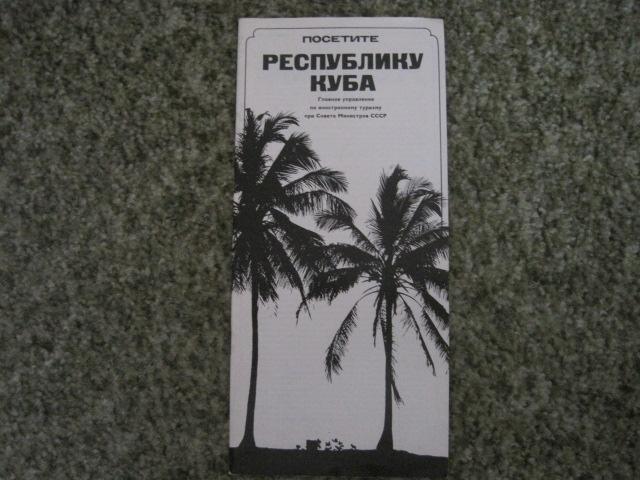 ПОСЕТИТЕ
РЕСПУБЛИКУ
КУБА
Главное управление
по иностранному туризму
при Совете Министров СССР